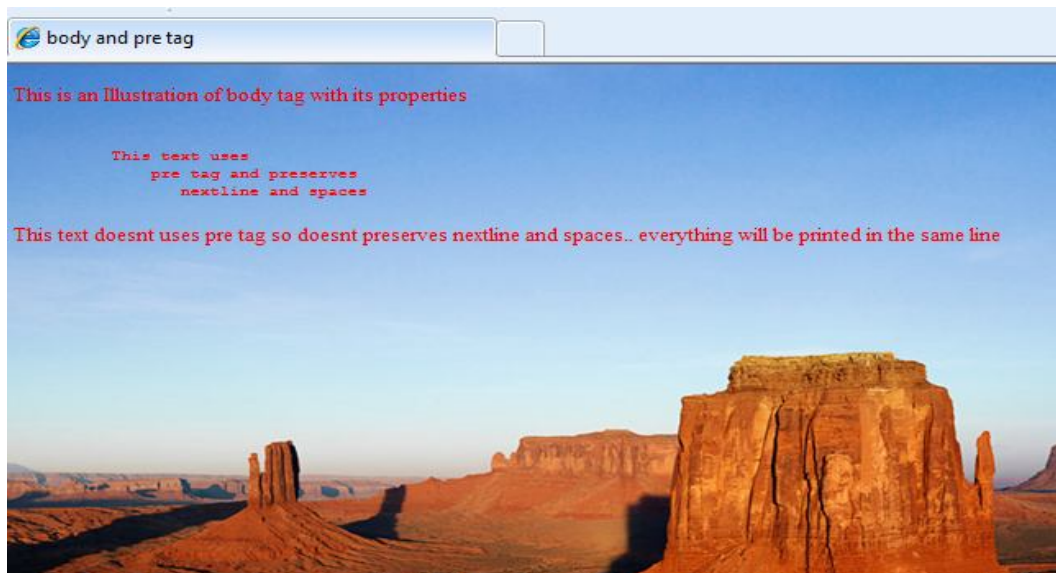 body and pre tag
This is an Illustration of body tag with its properties
This text uses
pre tag and preserves
nextline and spaces
This text doesnt uses pre tag so doesnt preserves nextline and spaces.. everything will be printed in the same line